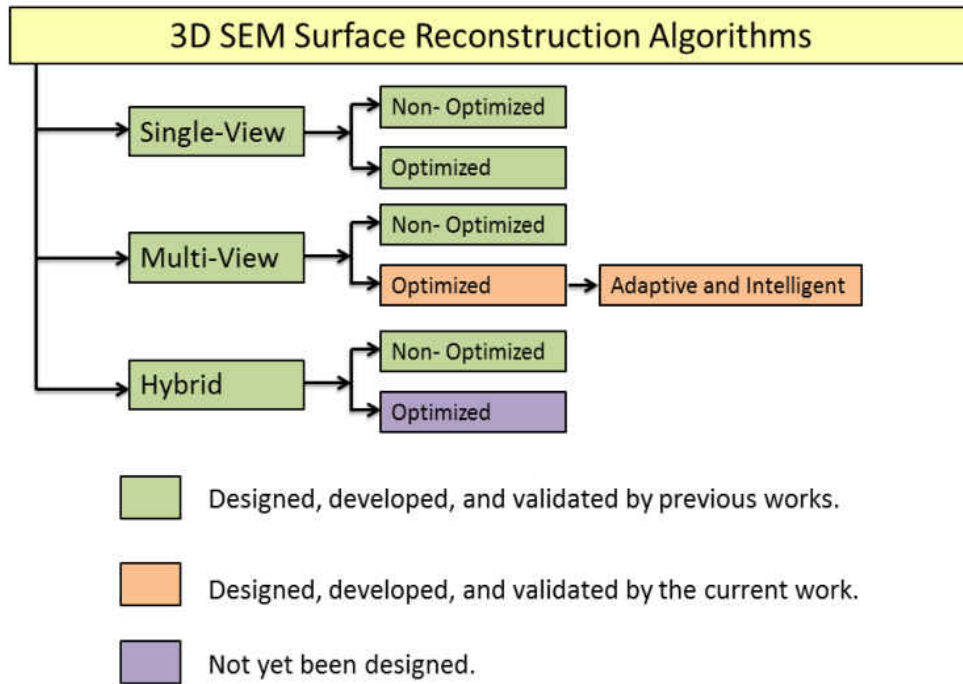 3D SEM Surface Reconstruction Algorithms
Single-View
Non- Optimized
Optimized
Multi-View
Non- Optimized
Optimized
Adaptive and Intelligent
Hybrid
Non- Optimized
Optimized
Designed, developed, and validated by previous works.
Designed, developed, and validated by the current work.
Not yet been designed.